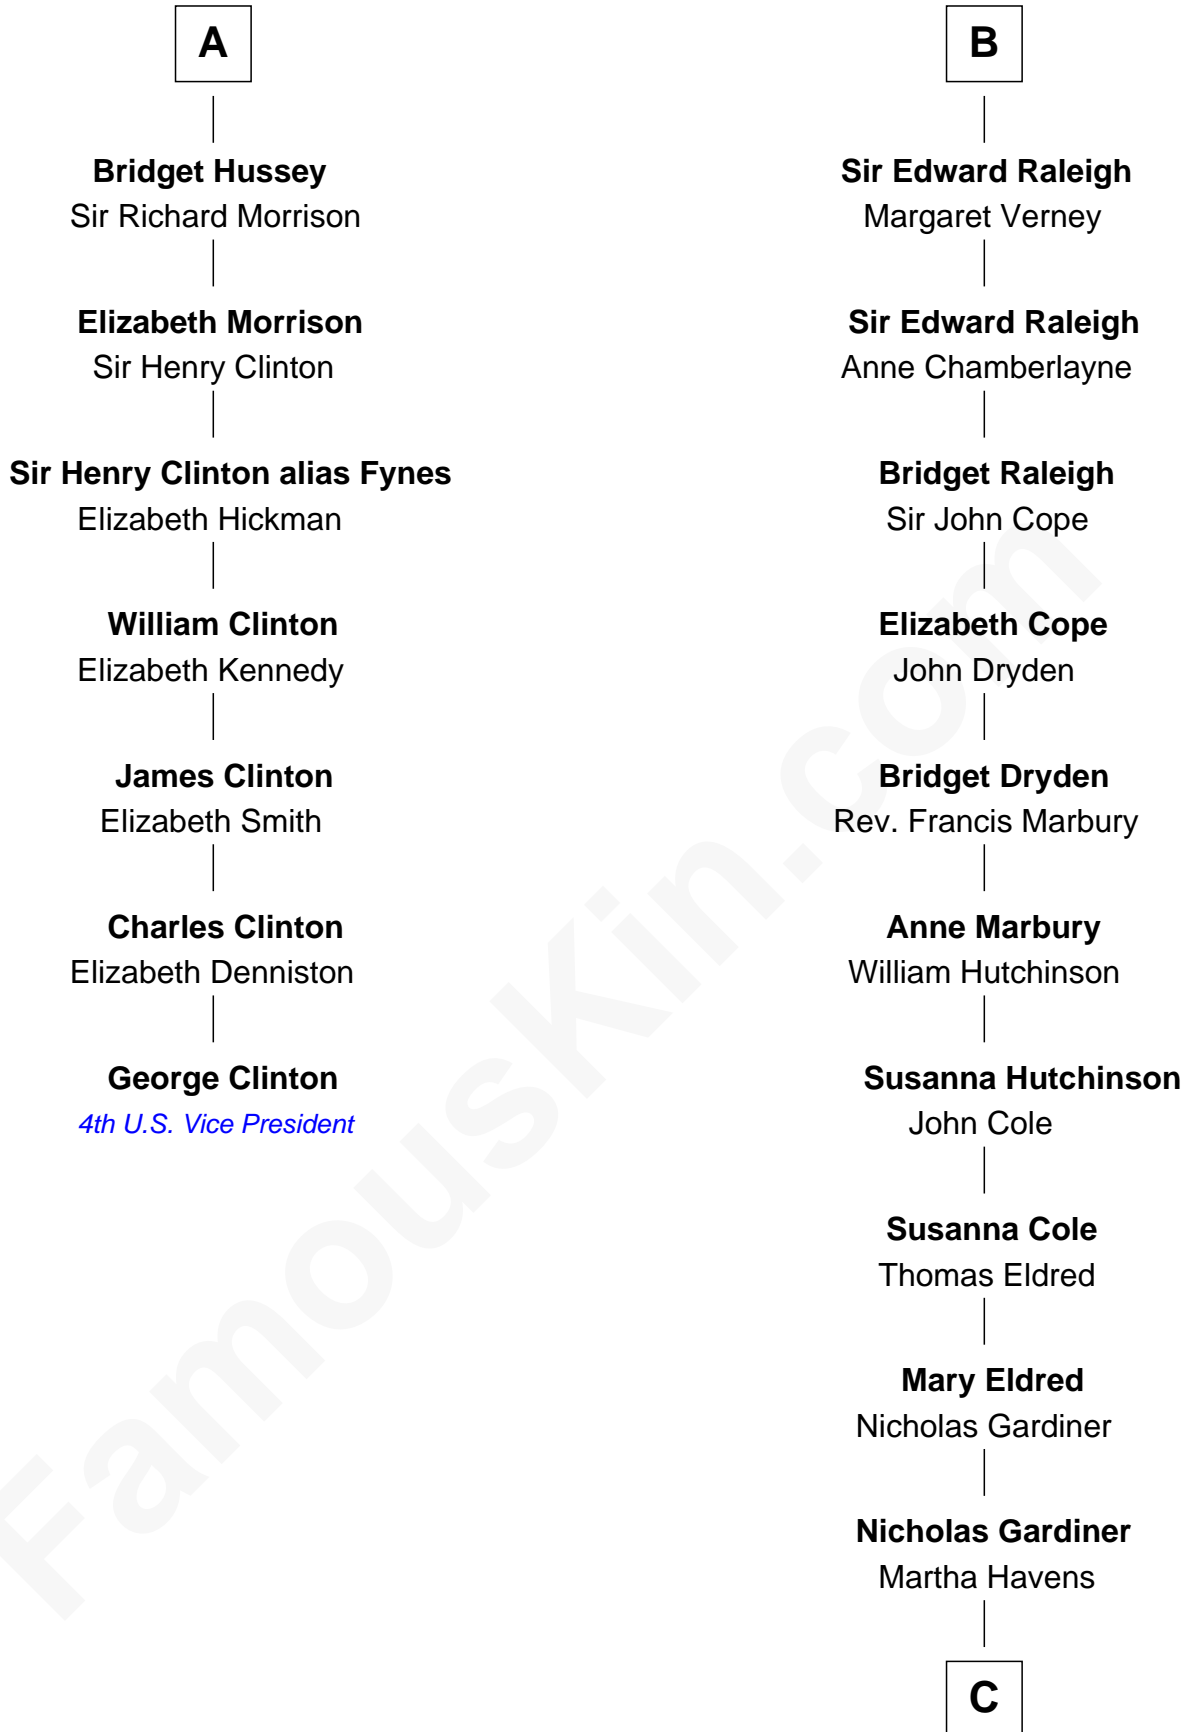 A
Bridget Hussey
Sir Richard Morrison
Elizabeth Morrison
Sir Henry Clinton
Sir Henry Clinton alias Fynes
Elizabeth Hickman
William Clinton
Elizabeth Kennedy
James Clinton
Elizabeth Smith
Charles Clinton
Elizabeth Denniston
George Clinton
4th U.S. Vice President
B
Sir Edward Raleigh
Margaret Verney
Sir Edward Raleigh
Anne Chamberlayne
Bridget Raleigh
Sir John Cope
Elizabeth Cope
John Dryden
Bridget Dryden
Rev. Francis Marbury
Anne Marbury
William Hutchinson
Susanna Hutchinson
John Cole
Susanna Cole
Thomas Eldred
Mary Eldred
Nicholas Gardiner
Nicholas Gardiner
Martha Havens
C
FamousKin.com